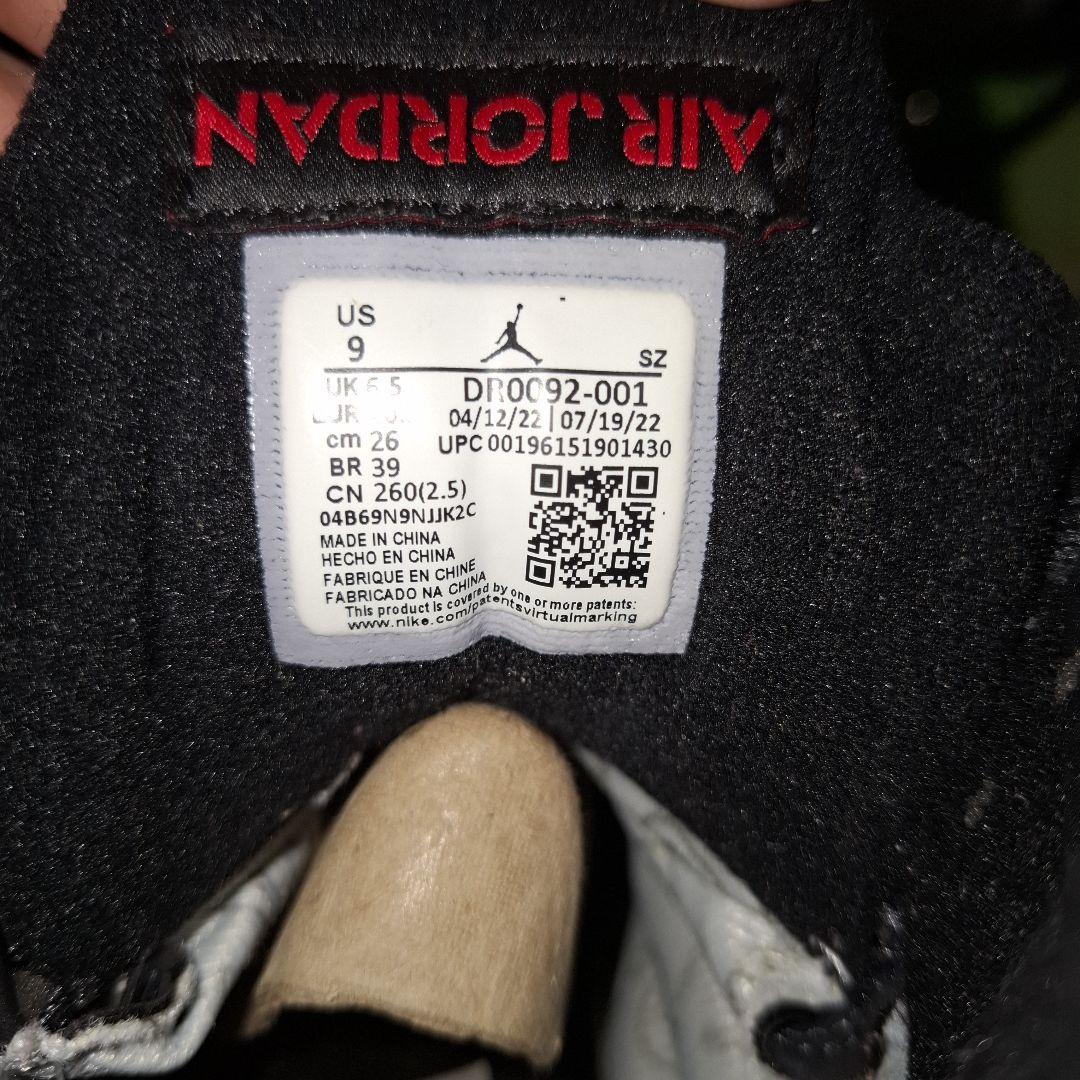 AIR JORDAN
US
9
SZ
UK 6.5
DR0092-001
04/12/22 | 07/19/22
cm 26
UPC 00196151901430
BR 39
CN 260(2.5)
04B69N9NJJK2C
MADE IN CHINA
HECHO EN CHINA
FABRIQUE EN CHINE
FABRICADO NA CHINA
This product is covered by one or more patents:
www.nike.com/patentsvirtualmarking